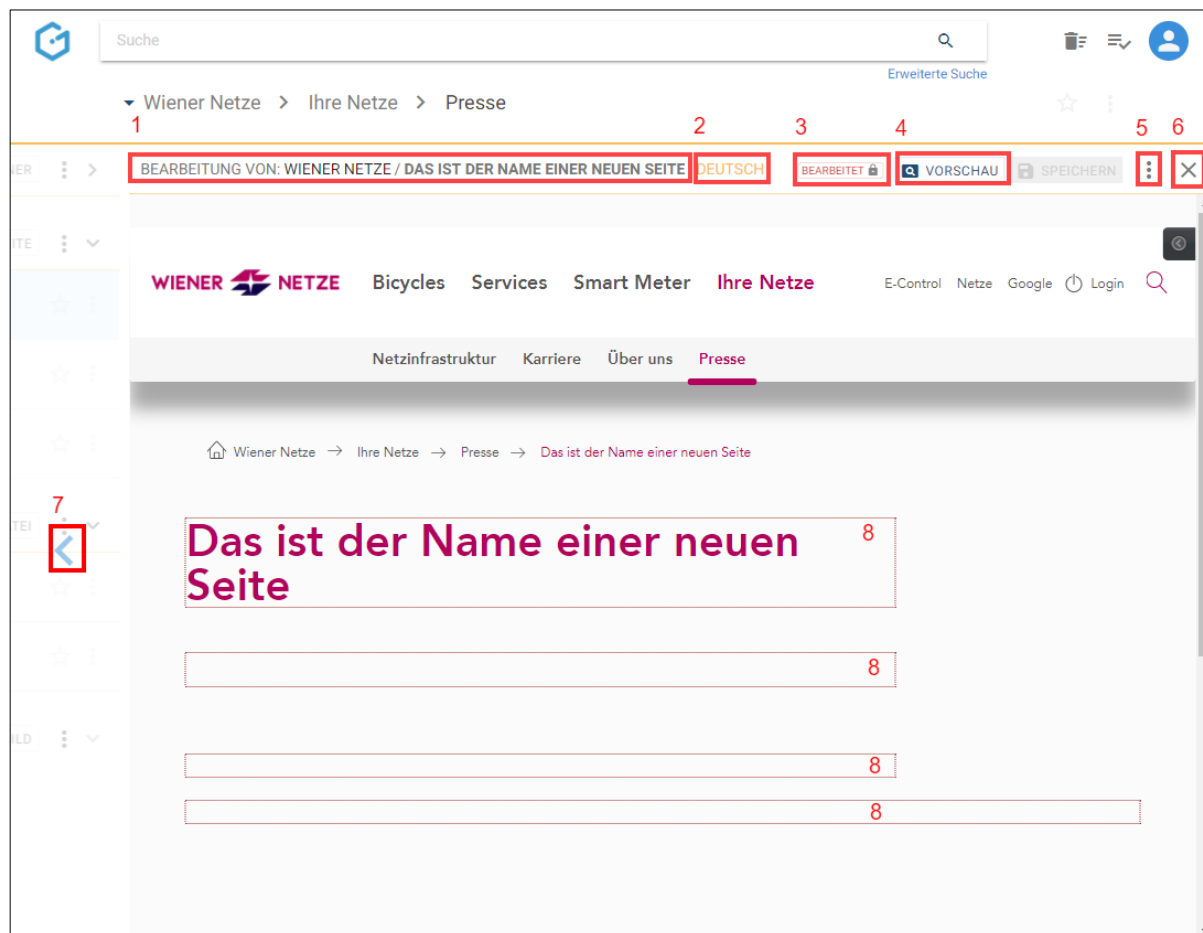 Suche
Erweiterte Suche
Wiener Netze > Ihre Netze > Presse
1 2 3 4 5 6
BEARBEITUNG VON: WIENER NETZE / DAS IST DER NAME EINER NEUEN SEITE DEUTSCH BEARBEITET VORSCHAU SPEICHERN
WIENER NETZE Bicycles Services Smart Meter Ihre Netze E-Control Netze Google Login
Netzinfrastruktur Karriere Über uns Presse
Wiener Netze → Ihre Netze → Presse → Das ist der Name einer neuen Seite
7
Das ist der Name einer neuen 8
Seite
8
8
8